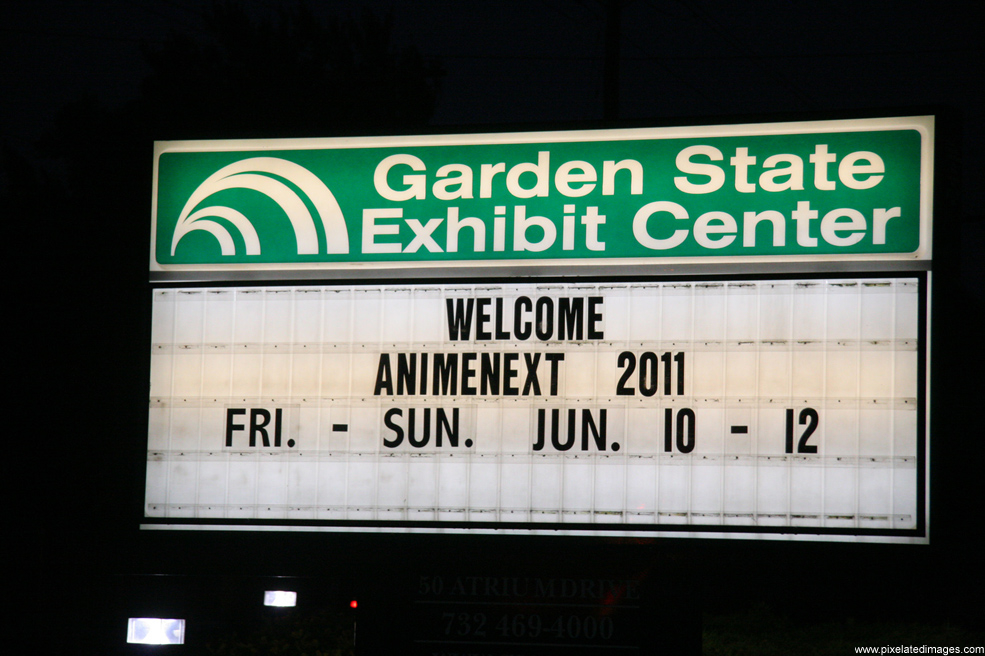 Garden State
Exhibit Center
WELCOME
ANIMENEXT 2011
FRI. - SUN. JUN. 10 - 12
50 ATRIUM DRIVE
732 469-4000
www.pixelatedimages.com